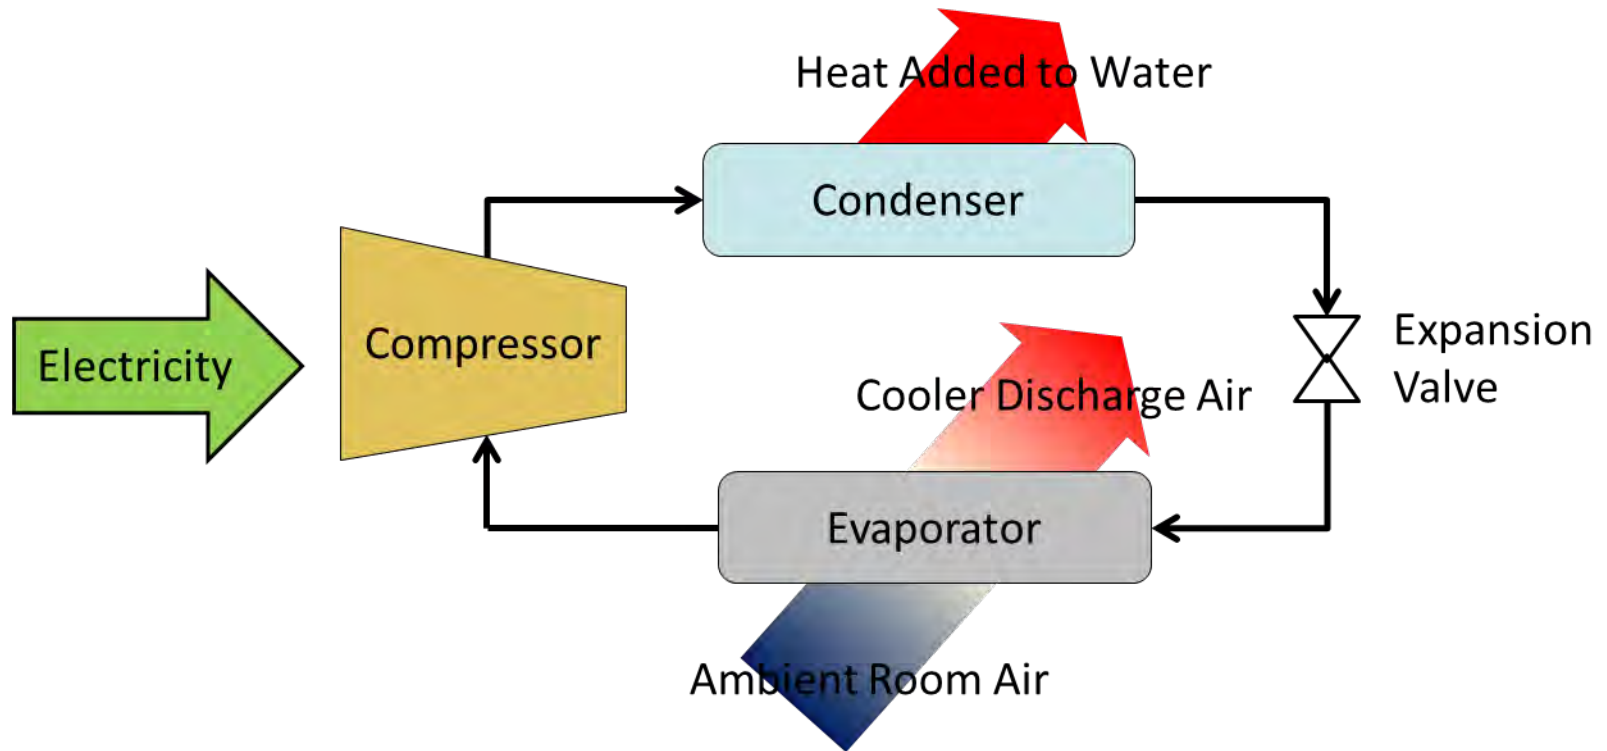 Heat Added to Water
Condenser
Compressor
Electricity
Expansion
Valve
Cooler Discharge Air
Evaporator
Ambient Room Air